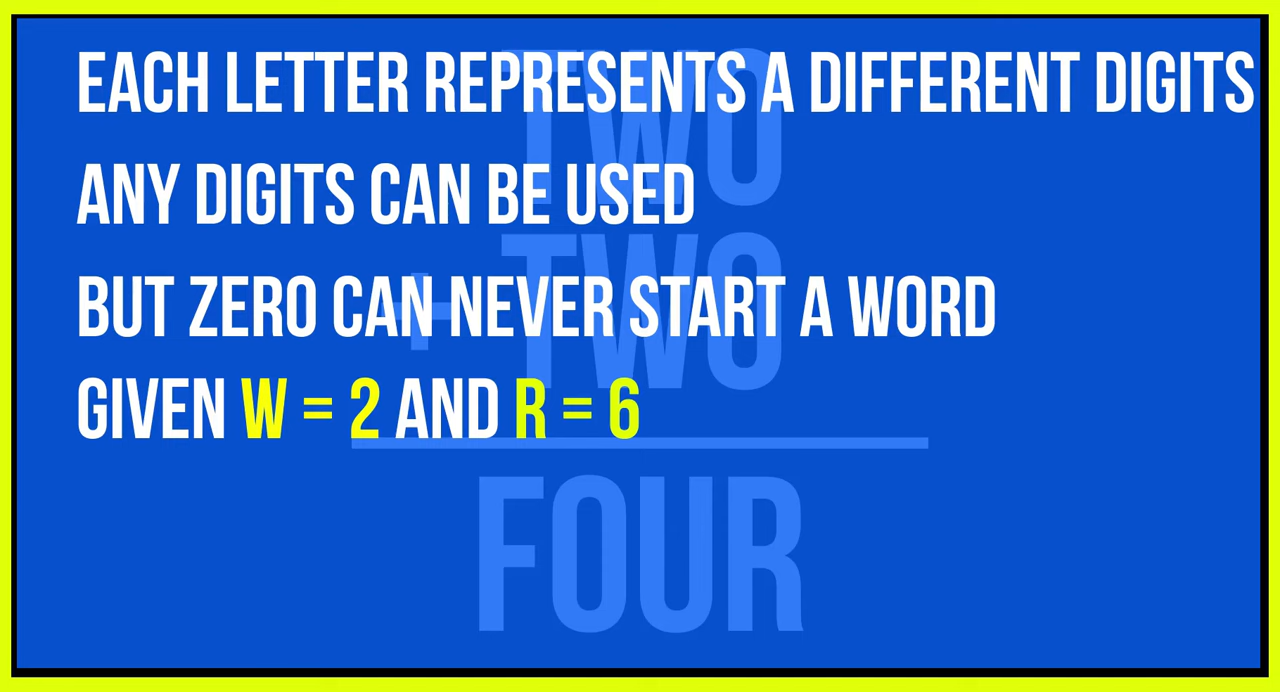 EACH LETTER REPRESENTS A DIFFERENT DIGITS
ANY DIGITS CAN BE USED
BUT ZERO CAN NEVER START A WORD
GIVEN W = 2 AND R = 6
TWO
+ TWO
FOUR